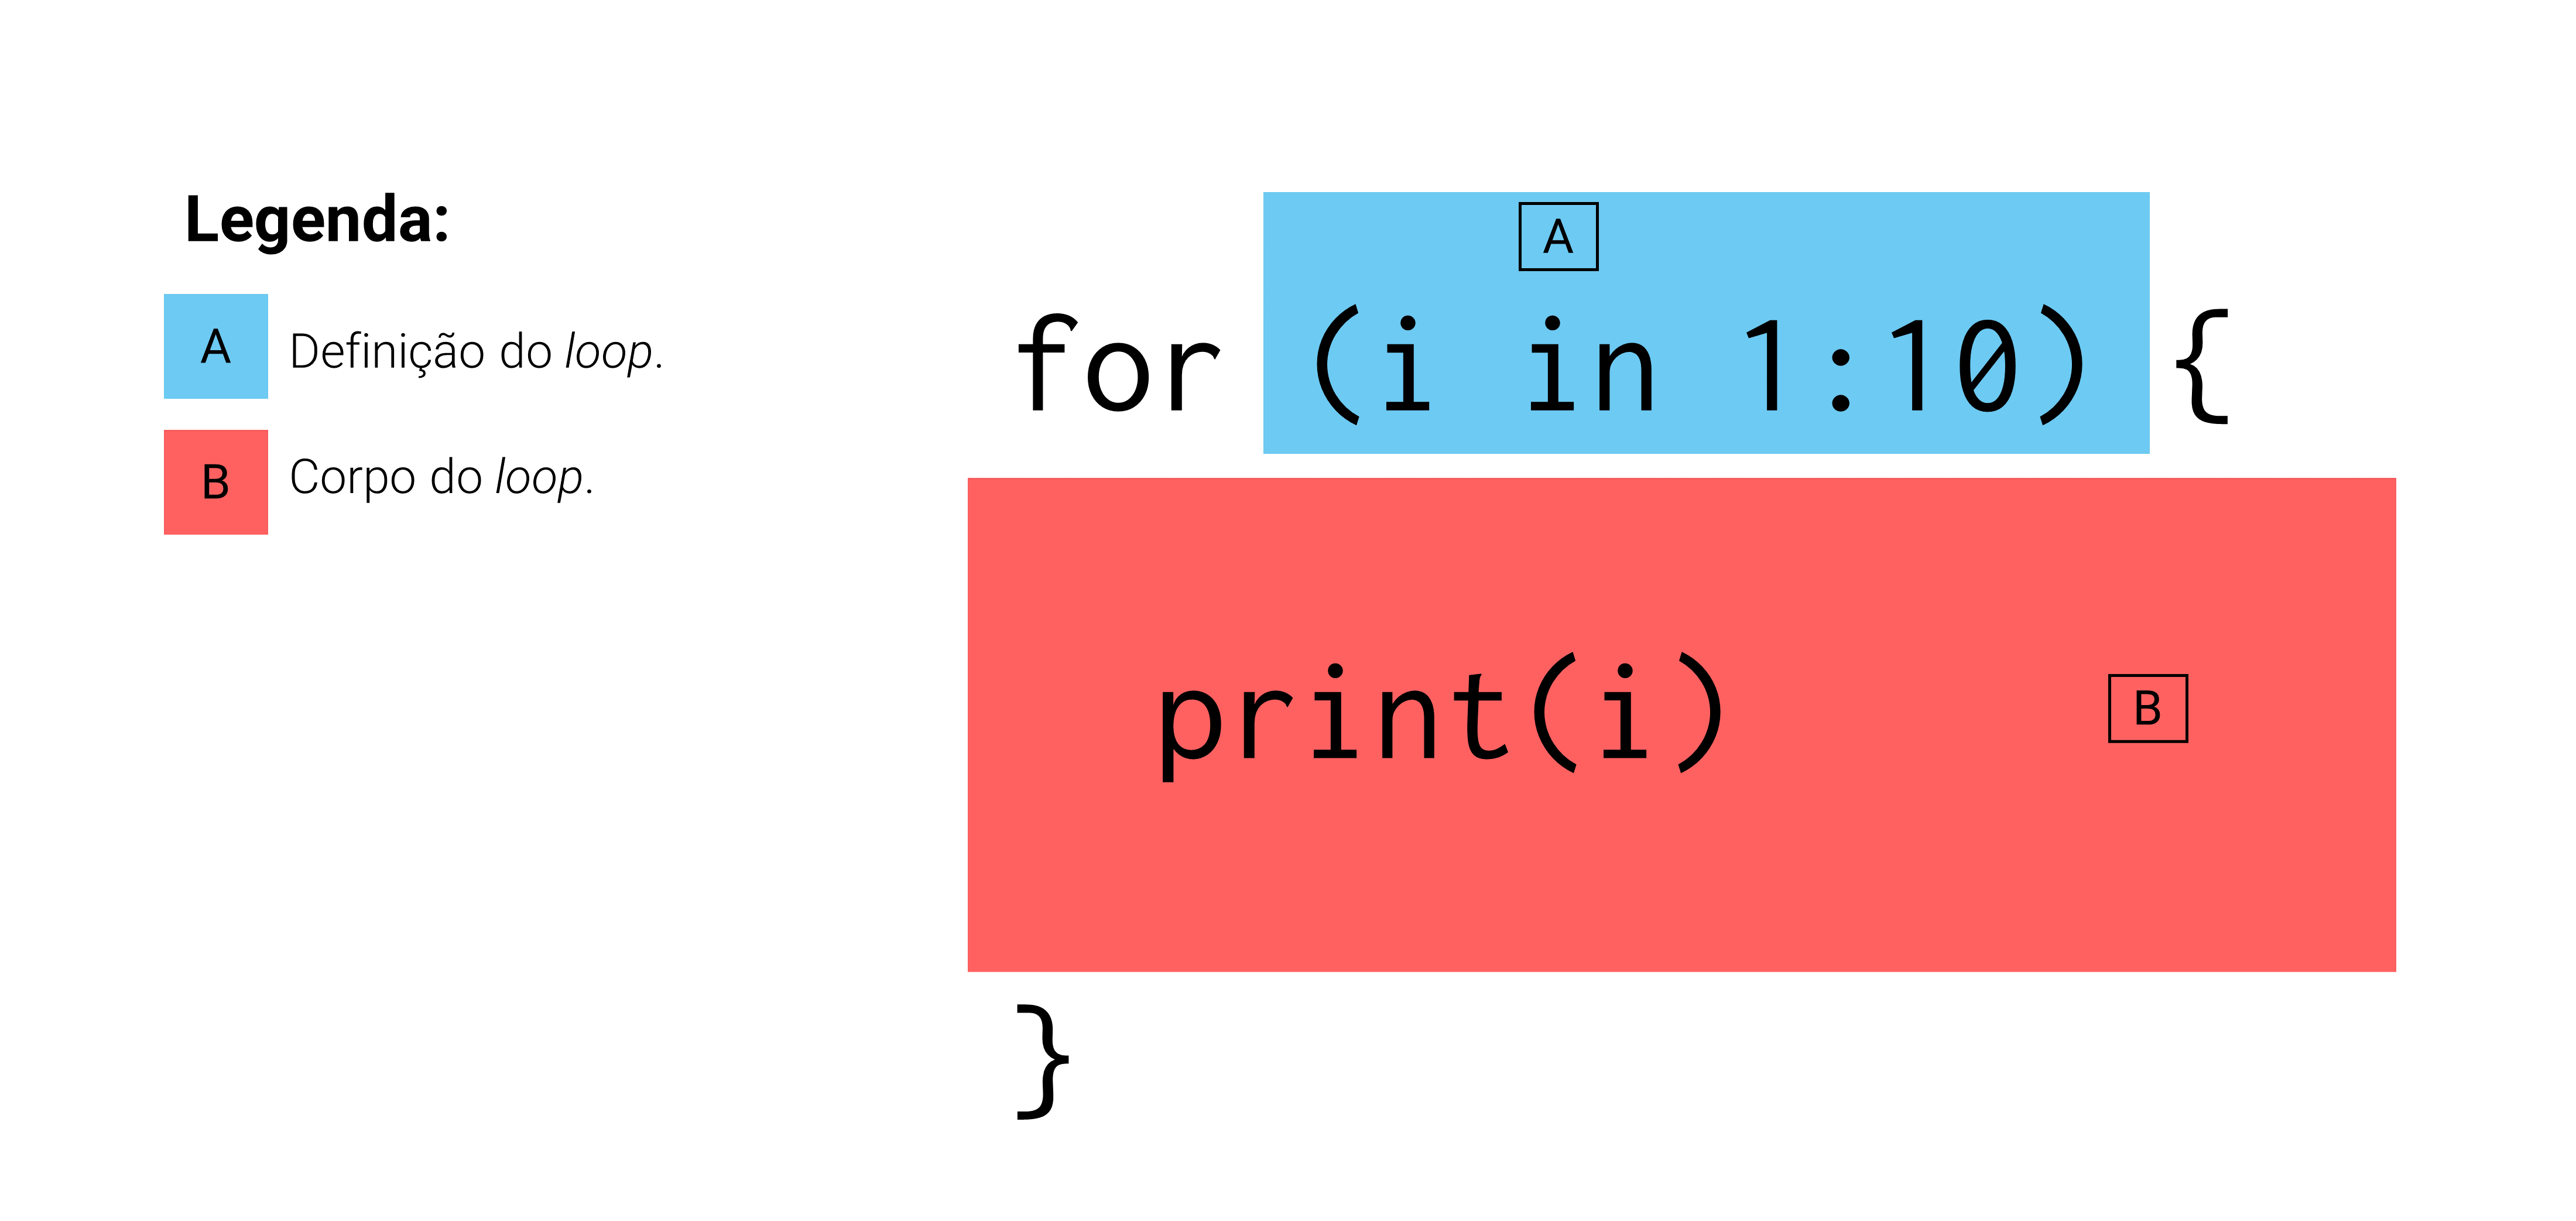 Legenda:
A Definição do loop.
B Corpo do loop.
A
for (i in 1:10) {
print(i) B
}